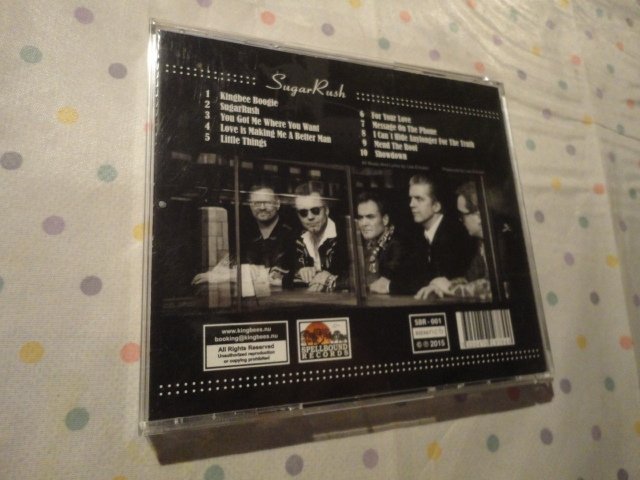 SugarRush
1 Kingbee Boogie
2 SugarRush
3 You Got Me Where You Want
4 Love is Making Me A Better Man
5 Little Things
6 For Your Love
7 Message On The Phone
8 I Can't Hide Anylonger For The Truth
9 Mend The Roof
10 Showdown
www.kingbees.nu
booking@kingbees.nu
All Rights Reserved
Unauthorized reproduction
or copying prohibited
SPELLBOUND
RECORDS
SBR - 001
© ℗ 2015